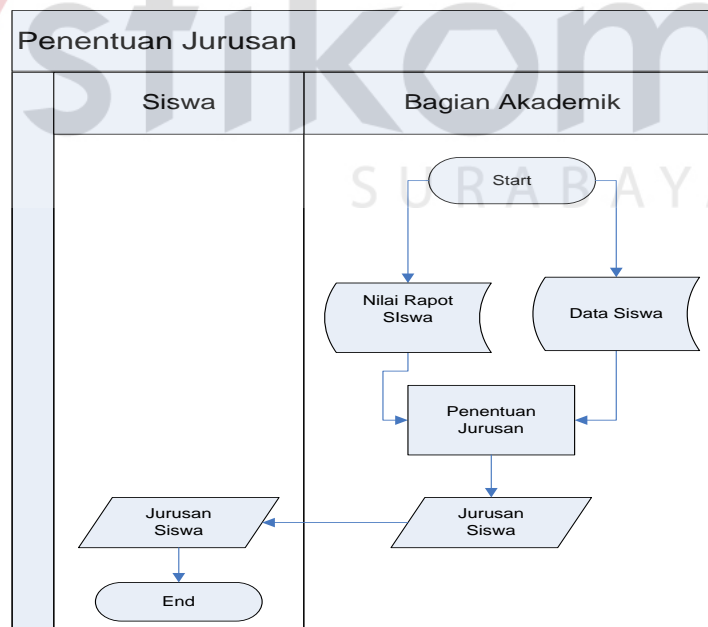 stikom
SURABAYA
Penentuan Jurusan
Siswa
Bagian Akademik
Start
Nilai Rapot
SIswa
Data Siswa
Penentuan
Jurusan
Jurusan
Siswa
Jurusan
Siswa
End